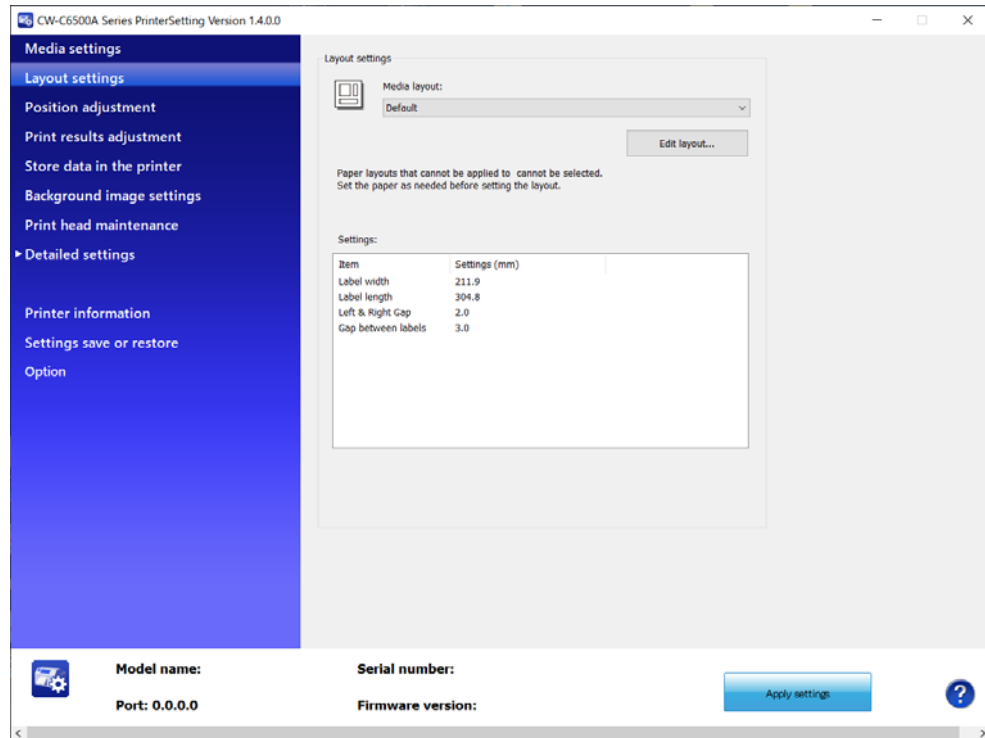 CW-C6500A Series PrinterSetting Version 1.4.0.0
Media settings
Layout settings
Position adjustment
Print results adjustment
Store data in the printer
Background image settings
Print head maintenance
Detailed settings
Printer information
Settings save or restore
Option
Layout settings
Media layout:
Default
Edit layout...
Paper layouts that cannot be applied to  cannot be selected.
Set the paper as needed before setting the layout.
Settings:
Item Settings (mm)
Label width 211.9
Label length 304.8
Left & Right Gap 2.0
Gap between labels 3.0
Model name: Serial number:
Port: 0.0.0.0 Firmware version:
Apply settings
?